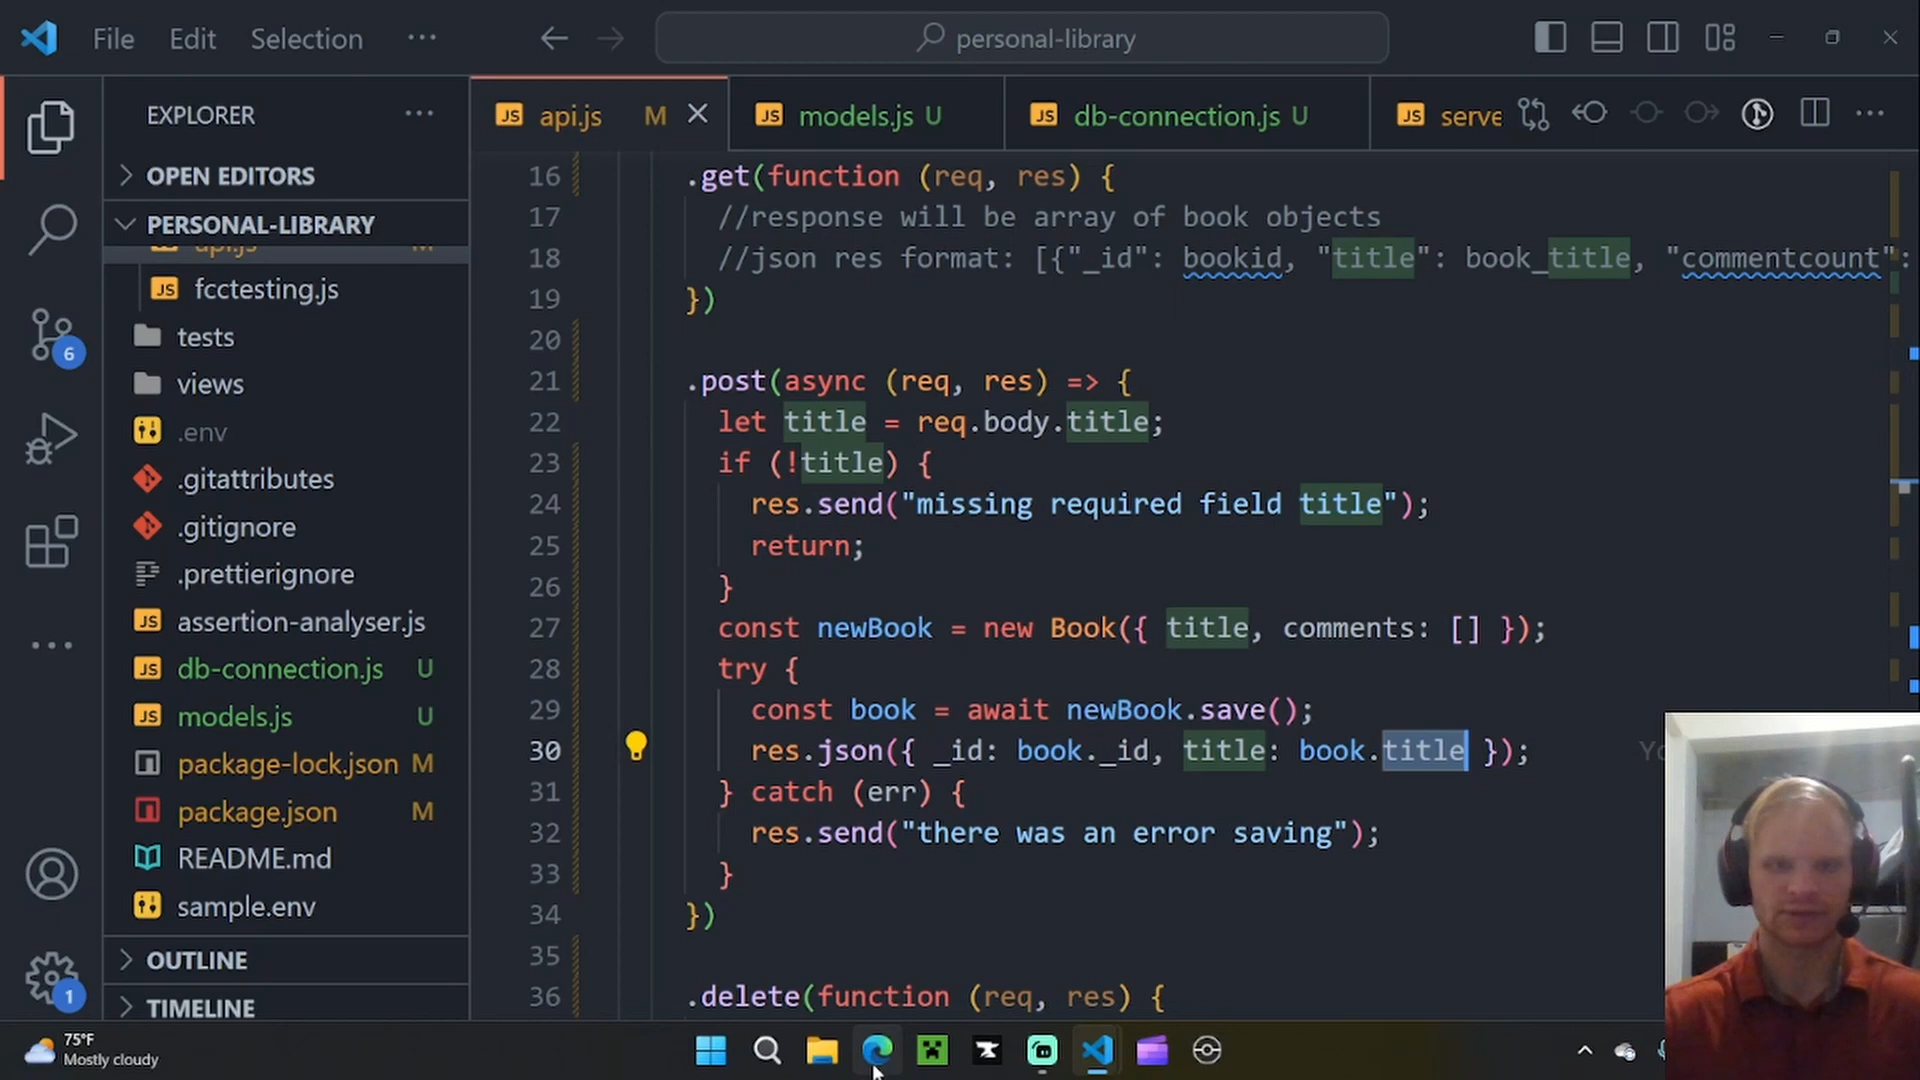 File Edit Selection ···
personal-library
EXPLORER ···
OPEN EDITORS
PERSONAL-LIBRARY
api.js M
fcctesting.js
tests
views
.env
.gitattributes
.gitignore
.prettierignore
assertion-analyser.js
db-connection.js U
models.js U
package-lock.json M
package.json M
README.md
sample.env
OUTLINE
TIMELINE
6
1
JS api.js M
JS models.js U
JS db-connection.js U
JS serve
16 .get(function (req, res) {
17 //response will be array of book objects
18 //json res format: [{"_id": bookid, "title": book_title, "commentcount":
19 })
20
21 .post(async (req, res) => {
22 let title = req.body.title;
23 if (!title) {
24 res.send("missing required field title");
25 return;
26 }
27 const newBook = new Book({ title, comments: [] });
28 try {
29 const book = await newBook.save();
30 res.json({ _id: book._id, title: book.title });
31 } catch (err) {
32 res.send("there was an error saving");
33 }
34 })
35
36 .delete(function (req, res) {
75°F
Mostly cloudy